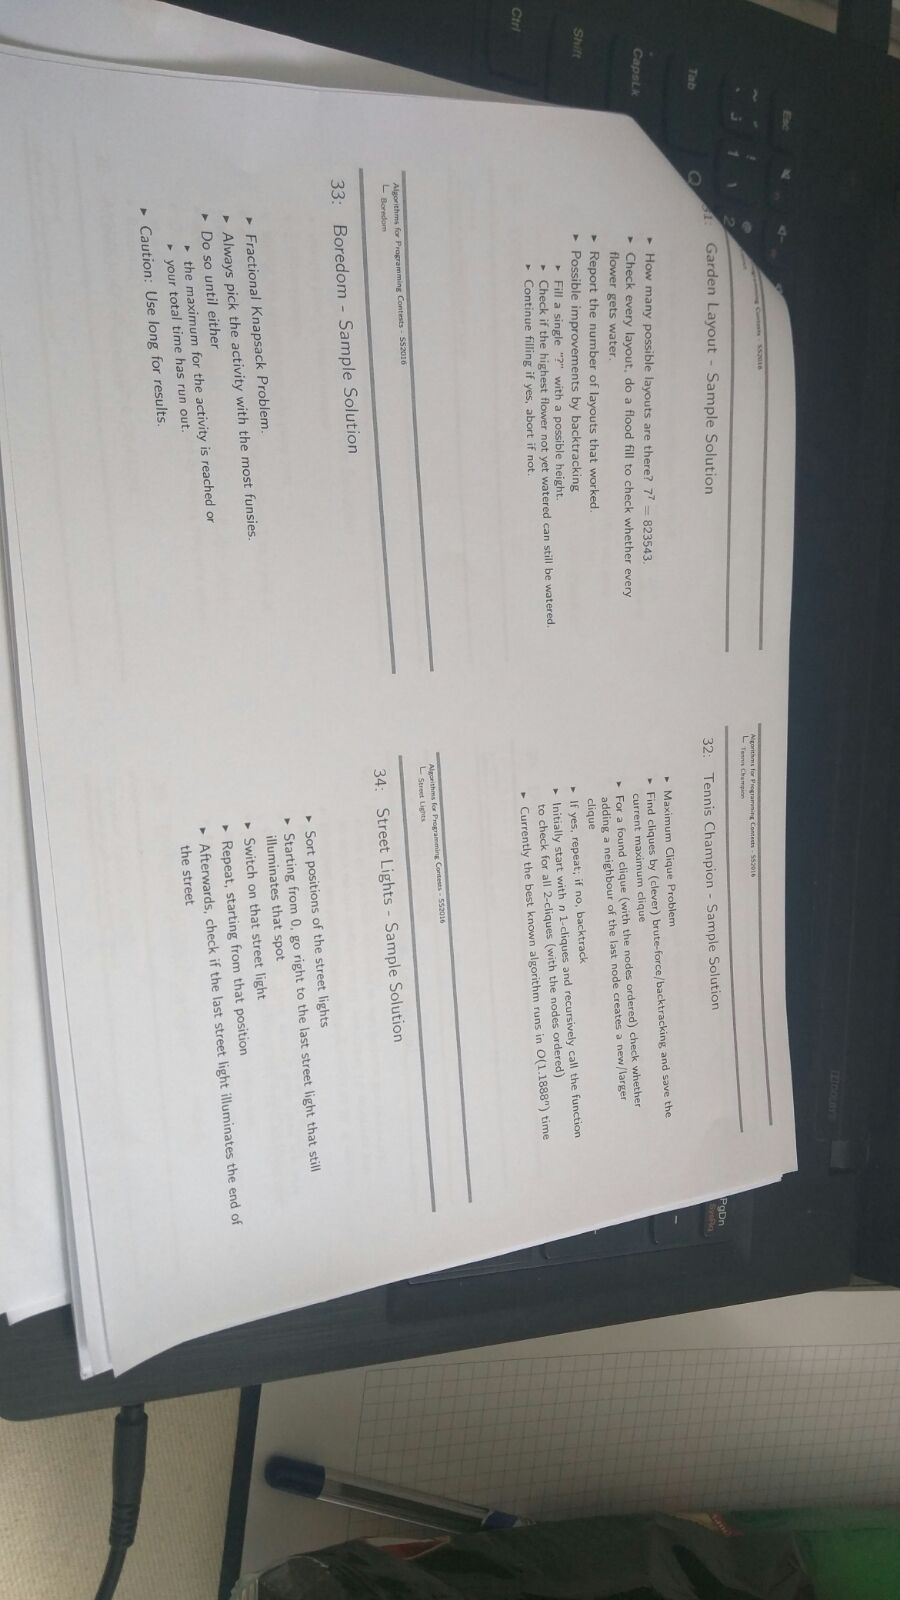 Contests - SS2016
31: Garden Layout - Sample Solution
▸ How many possible layouts are there? 7⁷ = 823543.
▸ Check every layout, do a flood fill to check whether every
flower gets water.
▸ Report the number of layouts that worked.
▸ Possible improvements by backtracking
▸ Fill a single "?" with a possible height.
▸ Check if the highest flower not yet watered can still be watered.
▸ Continue filling if yes, abort if not.
Algorithms for Programming Contests - SS2016
Tennis Champion
32: Tennis Champion - Sample Solution
▸ Maximum Clique Problem
▸ Find cliques by (clever) brute-force/backtracking and save the
current maximum clique
▸ For a found clique (with the nodes ordered) check whether
adding a neighbour of the last node creates a new/larger
clique
▸ If yes, repeat; if no, backtrack
▸ Initially start with n 1-cliques and recursively call the function
to check for all 2-cliques (with the nodes ordered)
▸ Currently the best known algorithm runs in O(1.1888ⁿ) time
Algorithms for Programming Contests - SS2016
Boredom
33: Boredom - Sample Solution
▸ Fractional Knapsack Problem.
▸ Always pick the activity with the most funsies.
▸ Do so until either
▸ the maximum for the activity is reached or
▸ your total time has run out.
▸ Caution: Use long for results.
Algorithms for Programming Contests - SS2016
Street Lights
34: Street Lights - Sample Solution
▸ Sort positions of the street lights
▸ Starting from 0, go right to the last street light that still
illuminates that spot
▸ Switch on that street light
▸ Repeat, starting from that position
▸ Afterwards, check if the last street light illuminates the end of
the street
Esc
Tab
Q
CapsLk
Shift
Ctrl
PgDn